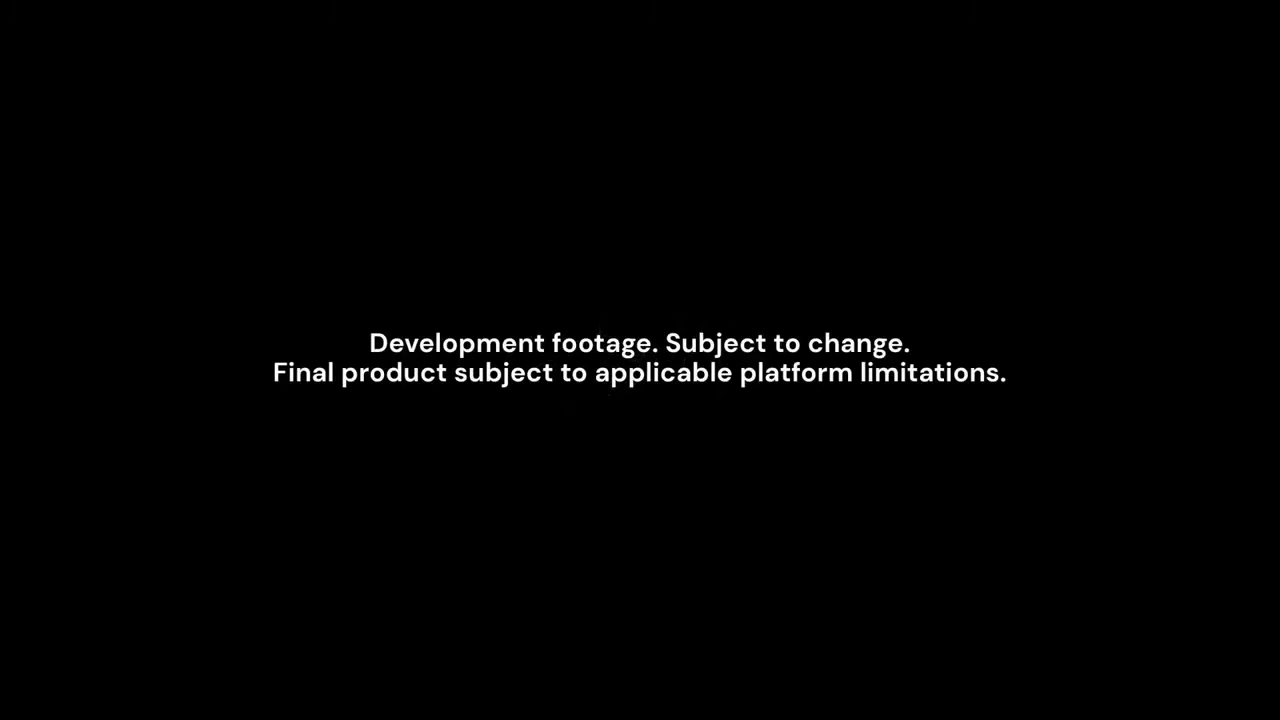 Development footage. Subject to change.
Final product subject to applicable platform limitations.